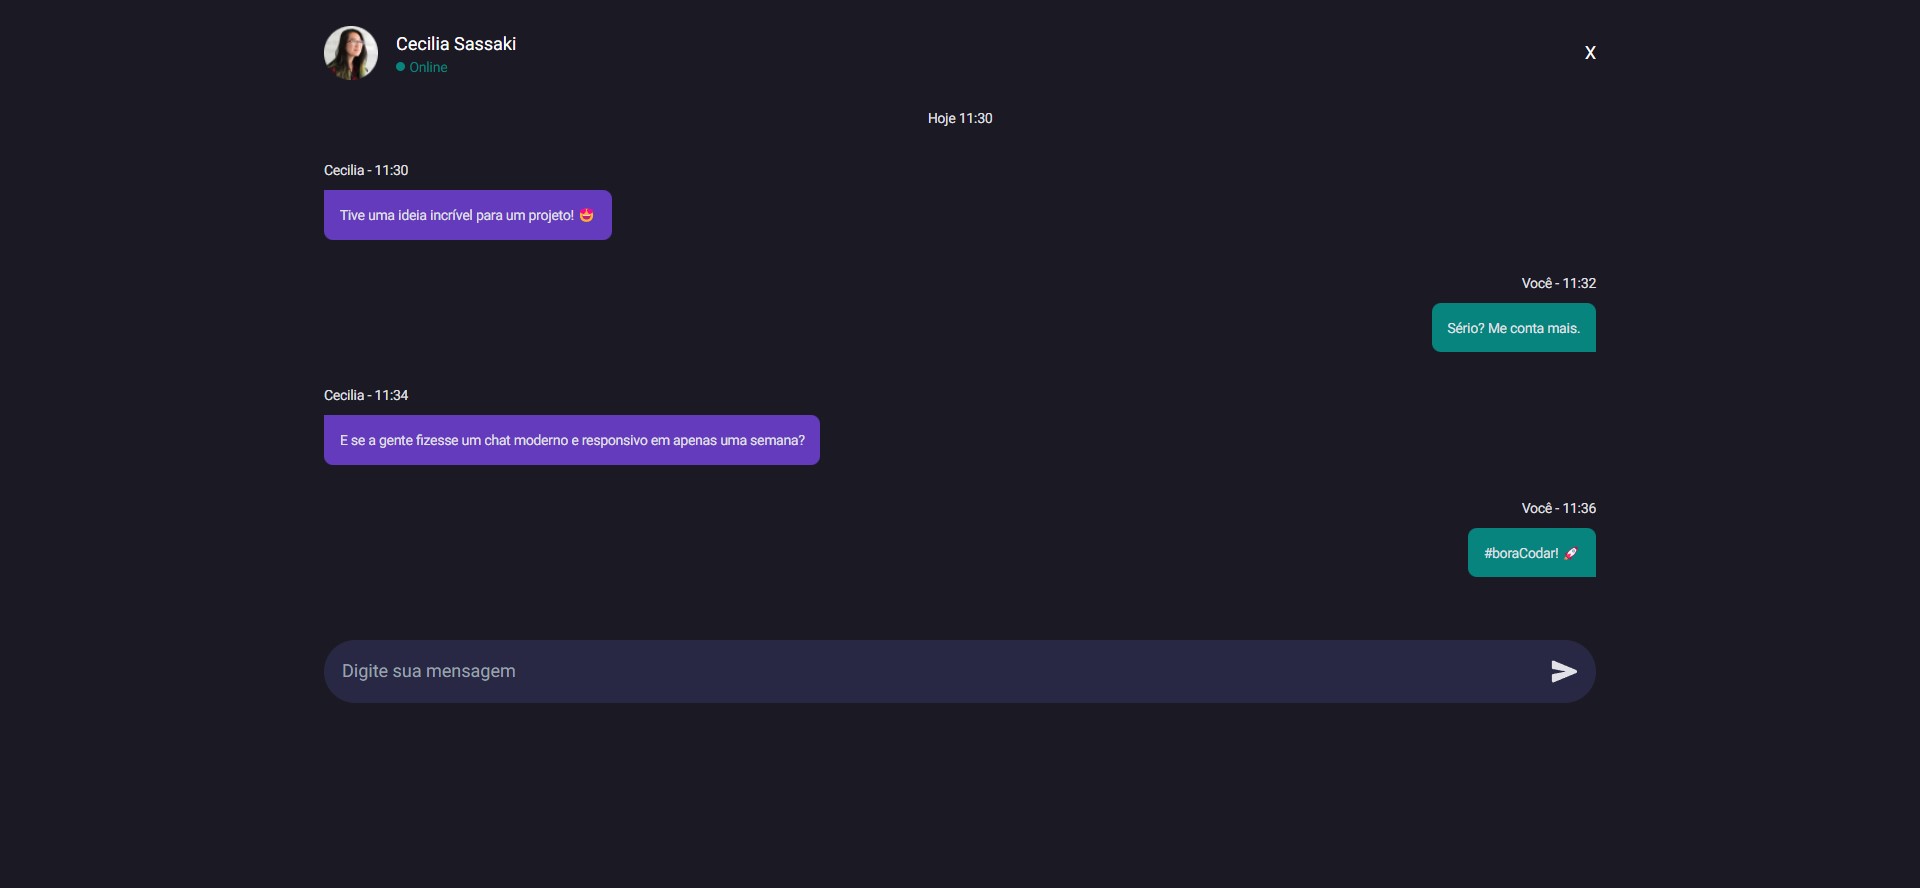 Cecilia Sassaki
Online
X
Hoje 11:30
Cecilia - 11:30
Tive uma ideia incrível para um projeto! 🤩
Você - 11:32
Sério? Me conta mais.
Cecilia - 11:34
E se a gente fizesse um chat moderno e responsivo em apenas uma semana?
Você - 11:36
#boraCodar! 🚀
Digite sua mensagem